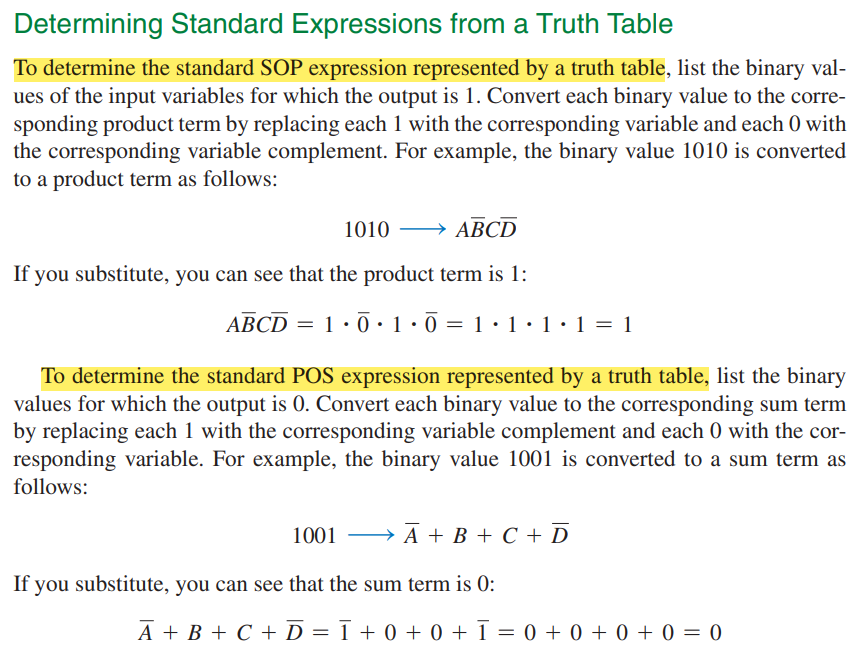 Determining Standard Expressions from a Truth Table
To determine the standard SOP expression represented by a truth table, list the binary val-
ues of the input variables for which the output is 1. Convert each binary value to the corre-
sponding product term by replacing each 1 with the corresponding variable and each 0 with
the corresponding variable complement. For example, the binary value 1010 is converted
to a product term as follows:
1010 ⟶ AB̅CD̅
If you substitute, you can see that the product term is 1:
AB̅CD̅ = 1 · 0̅ · 1 · 0̅ = 1 · 1 · 1 · 1 = 1
To determine the standard POS expression represented by a truth table, list the binary
values for which the output is 0. Convert each binary value to the corresponding sum term
by replacing each 1 with the corresponding variable complement and each 0 with the cor-
responding variable. For example, the binary value 1001 is converted to a sum term as
follows:
1001 ⟶ A̅ + B + C + D̅
If you substitute, you can see that the sum term is 0:
A̅ + B + C + D̅ = 1̅ + 0 + 0 + 1̅ = 0 + 0 + 0 + 0 = 0